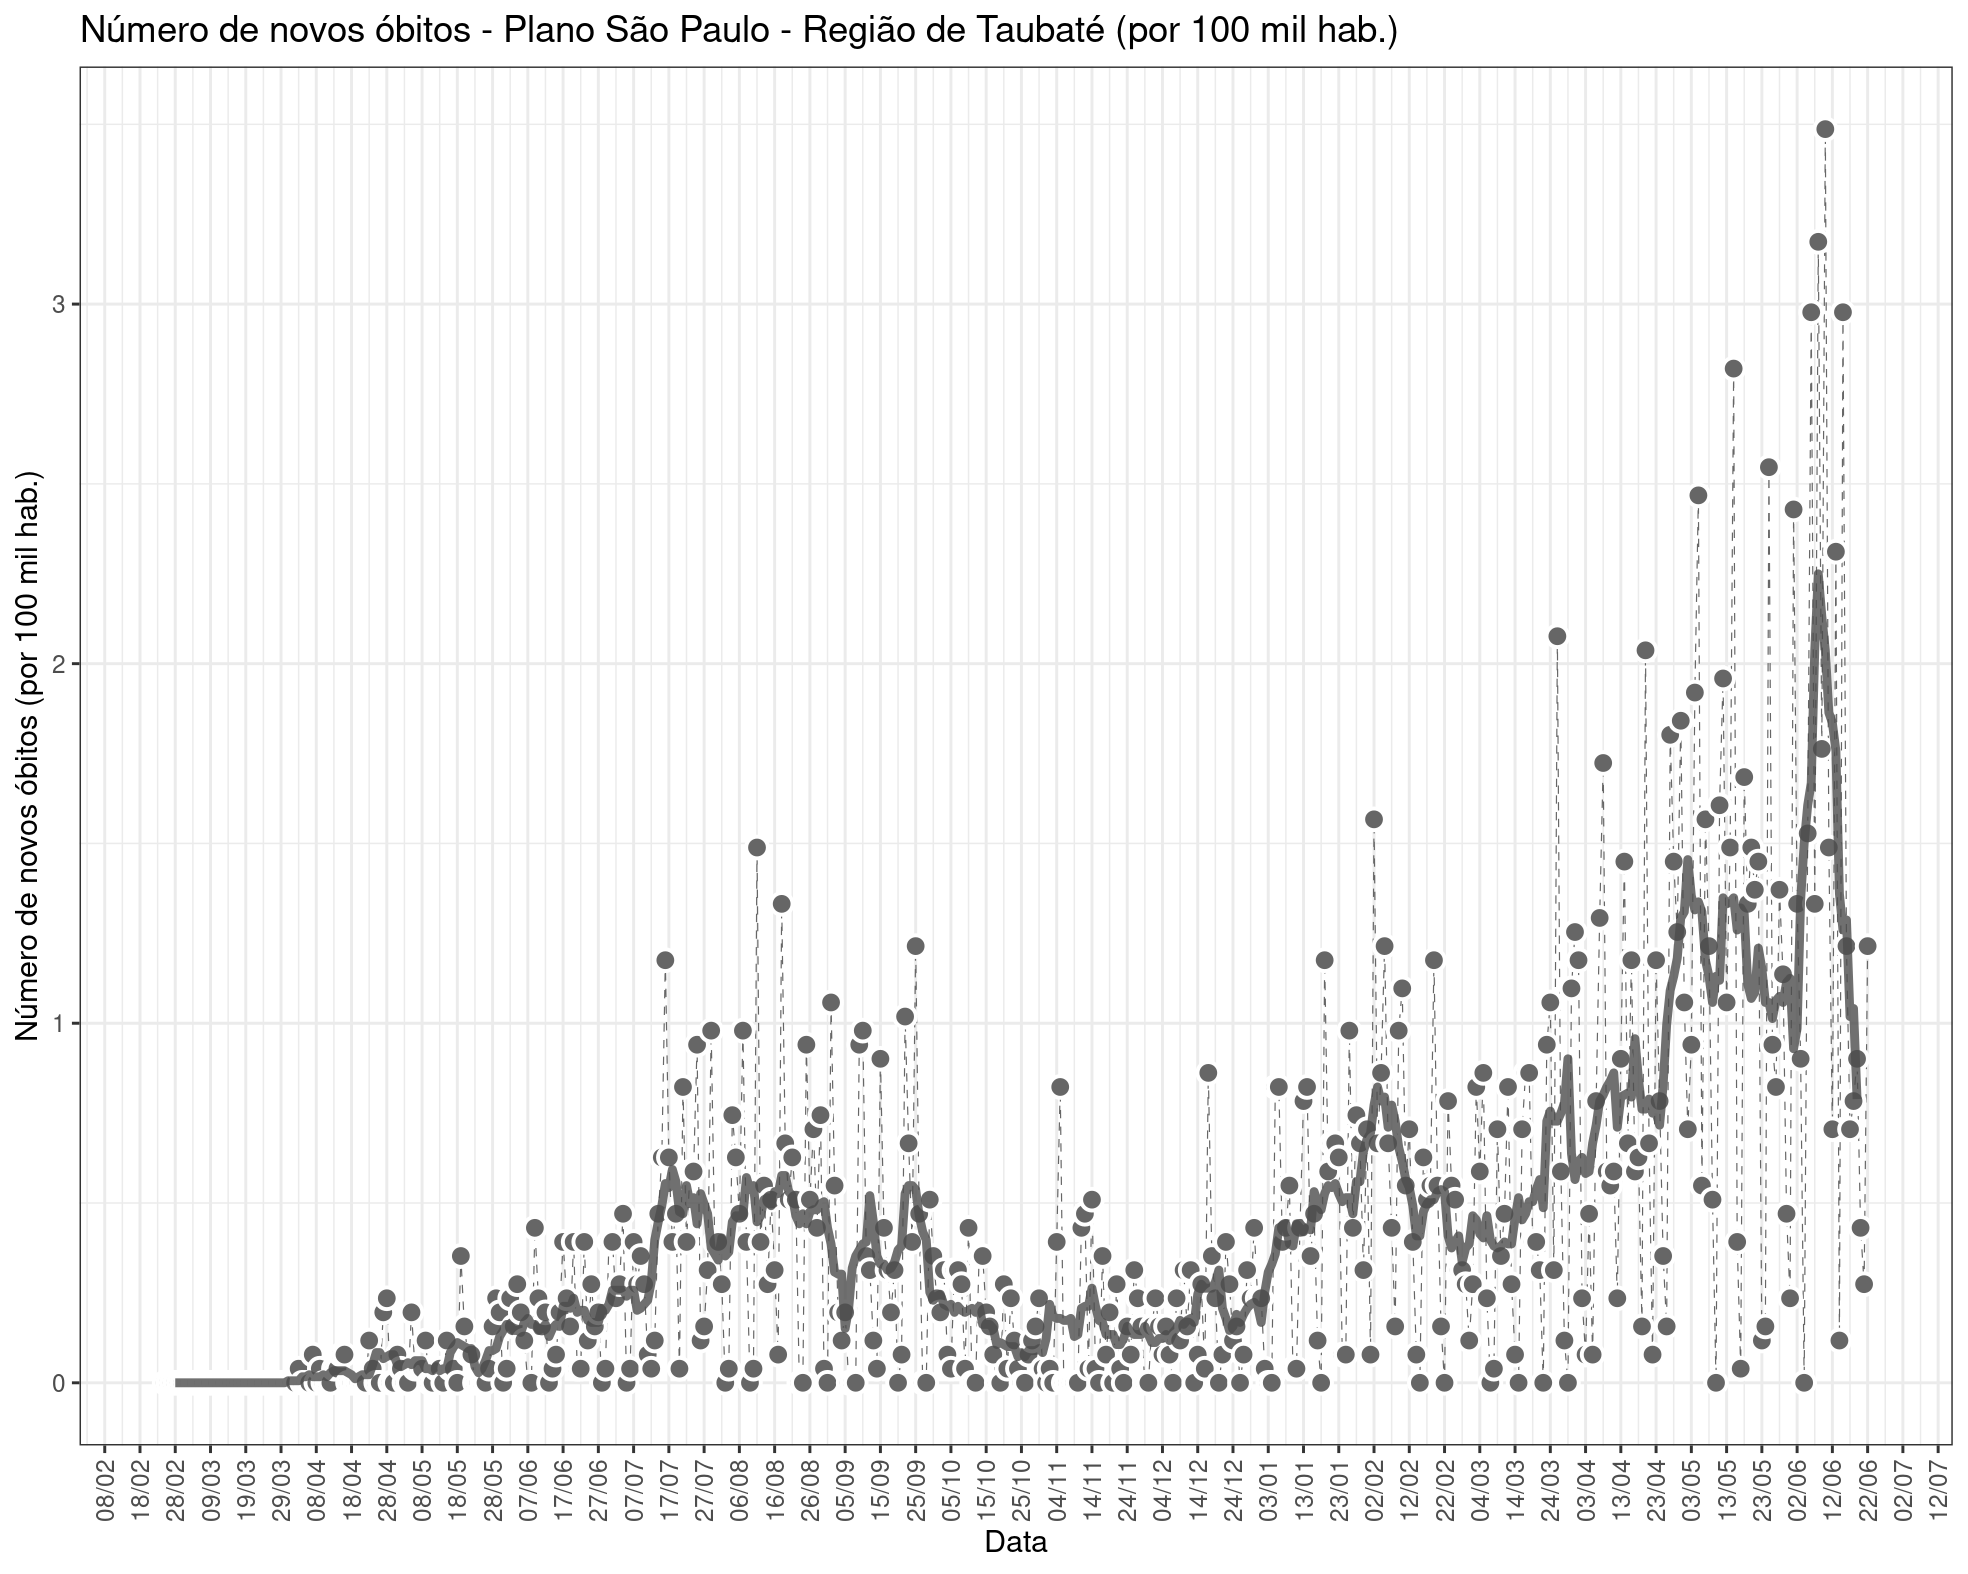 Número de novos óbitos - Plano São Paulo - Região de Taubaté (por 100 mil hab.)
Número de novos óbitos (por 100 mil hab.)
3
2
1
0
08/02 18/02 28/02 09/03 19/03 29/03 08/04 18/04 28/04 08/05 18/05 28/05 07/06 17/06 27/06 07/07 17/07 27/07 06/08 16/08 26/08 05/09 15/09 25/09 05/10 15/10 25/10 04/11 14/11 24/11 04/12 14/12 24/12 03/01 13/01 23/01 02/02 12/02 22/02 04/03 14/03 24/03 03/04 13/04 23/04 03/05 13/05 23/05 02/06 12/06 22/06 02/07 12/07
Data